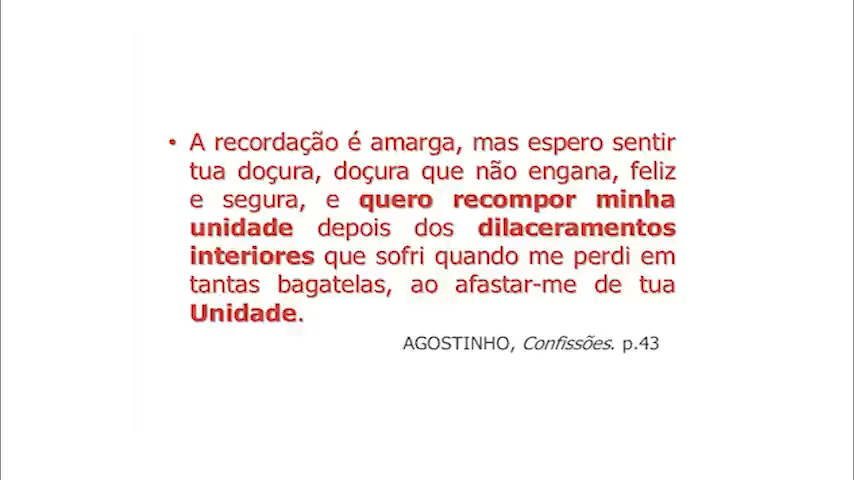 • A recordação é amarga, mas espero sentir
tua doçura, doçura que não engana, feliz
e segura, e quero recompor minha
unidade depois dos dilaceramentos
interiores que sofri quando me perdi em
tantas bagatelas, ao afastar-me de tua
Unidade.
AGOSTINHO, Confissões. p.43